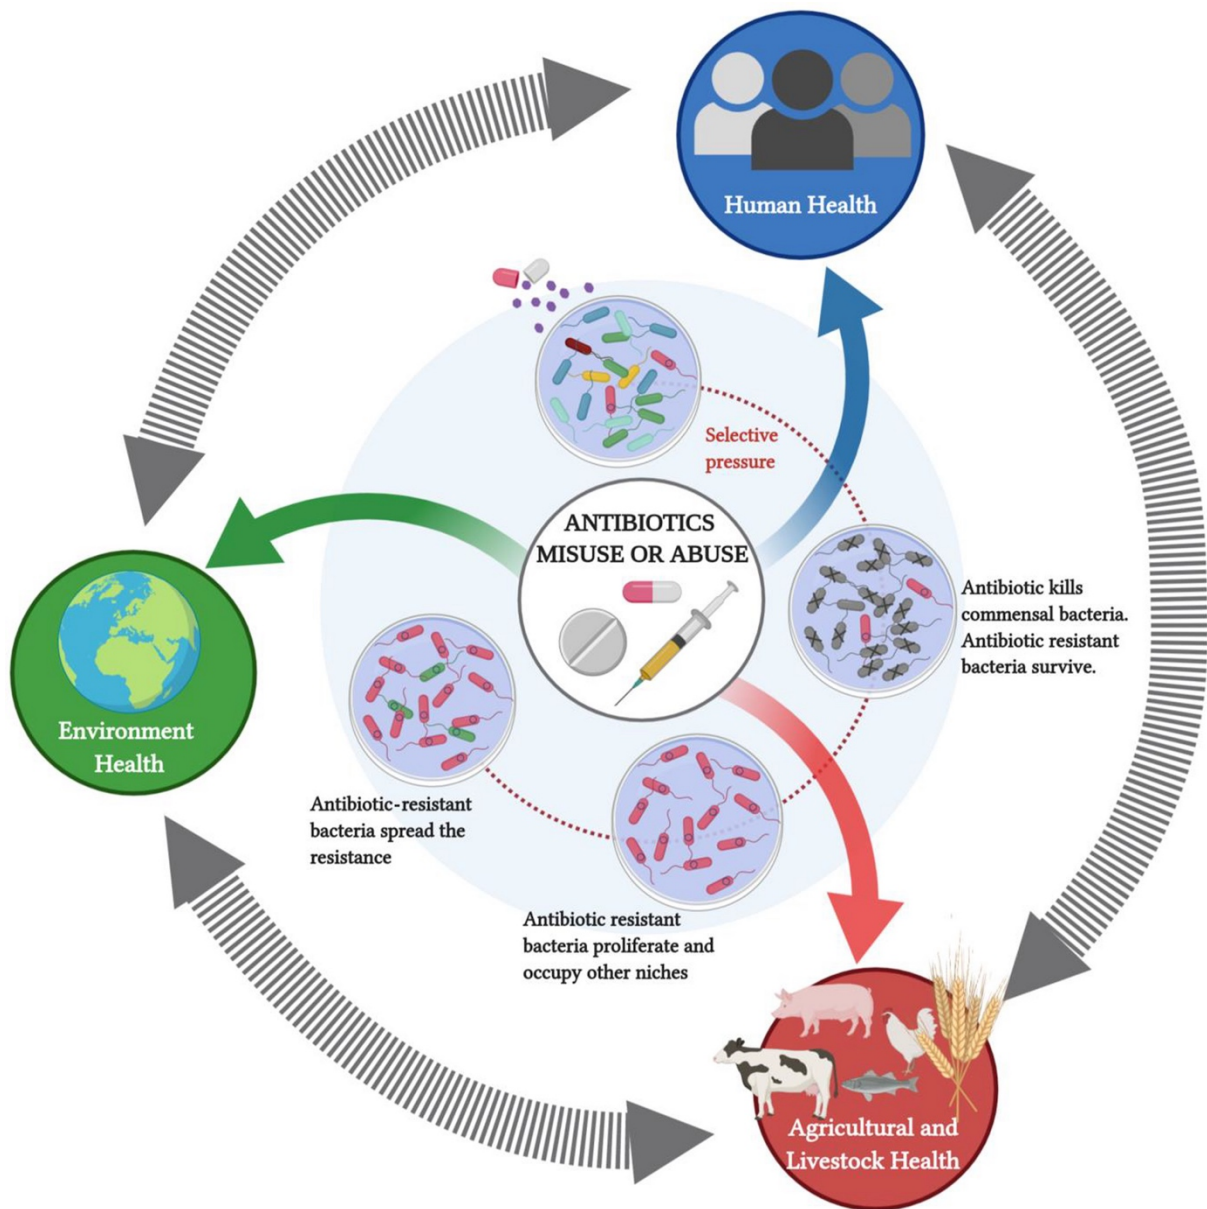 Human Health
Selective
pressure
ANTIBIOTICS
MISUSE OR ABUSE
Antibiotic kills
commensal bacteria.
Antibiotic resistant
bacteria survive.
Environment
Health
Antibiotic-resistant
bacteria spread the
resistance
Antibiotic resistant
bacteria proliferate and
occupy other niches
Agricultural and
Livestock Health